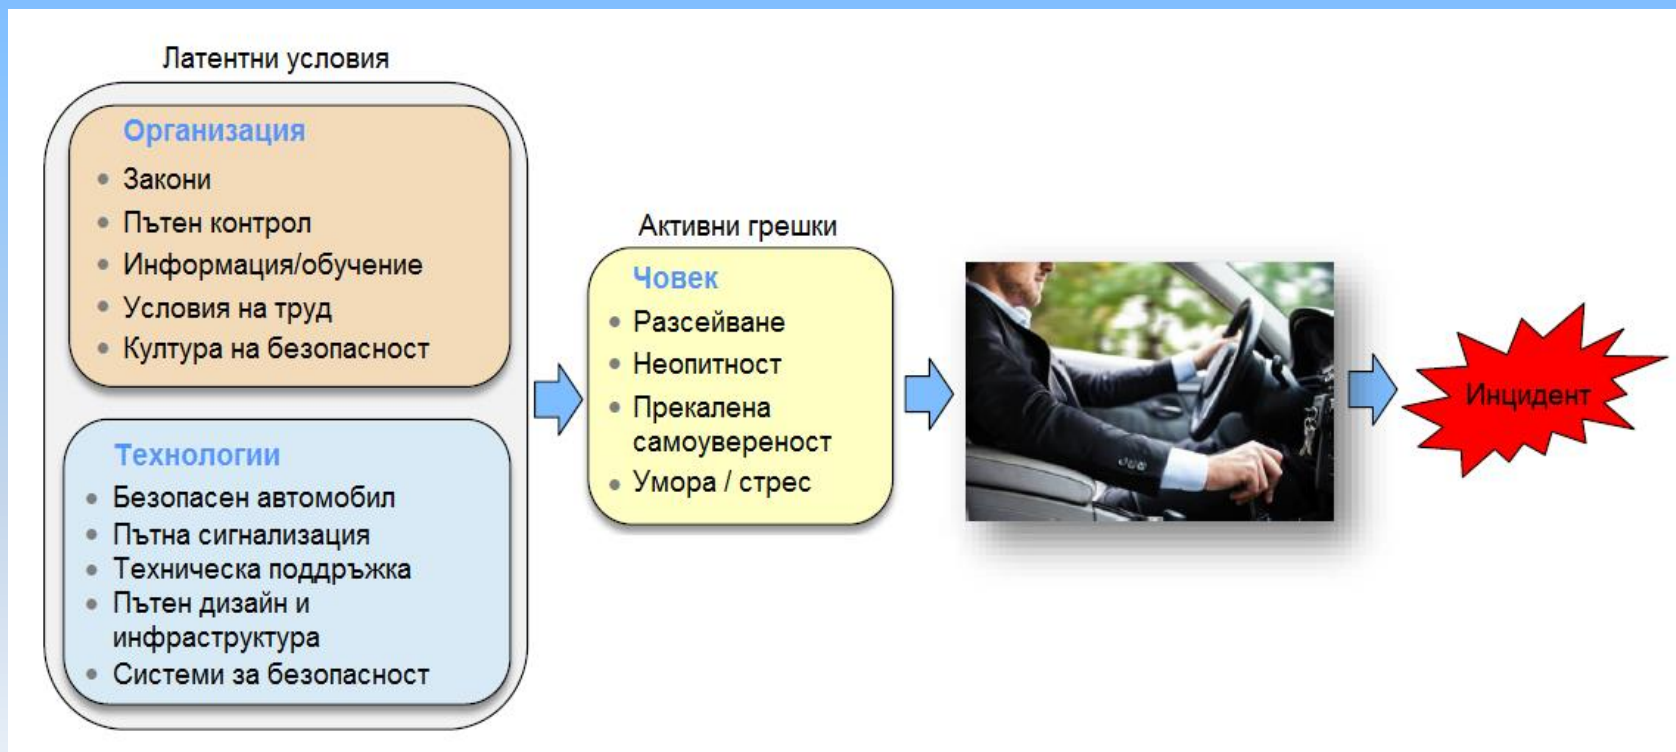 Латентни условия
Организация
Закони
Пътен контрол
Информация/обучение
Условия на труд
Култура на безопасност
Технологии
Безопасен автомобил
Пътна сигнализация
Техническа поддръжка
Пътен дизайн и
инфраструктура
Системи за безопасност
Активни грешки
Човек
Разсейване
Неопитност
Прекалена
самоувереност
Умора / стрес
Инцидент